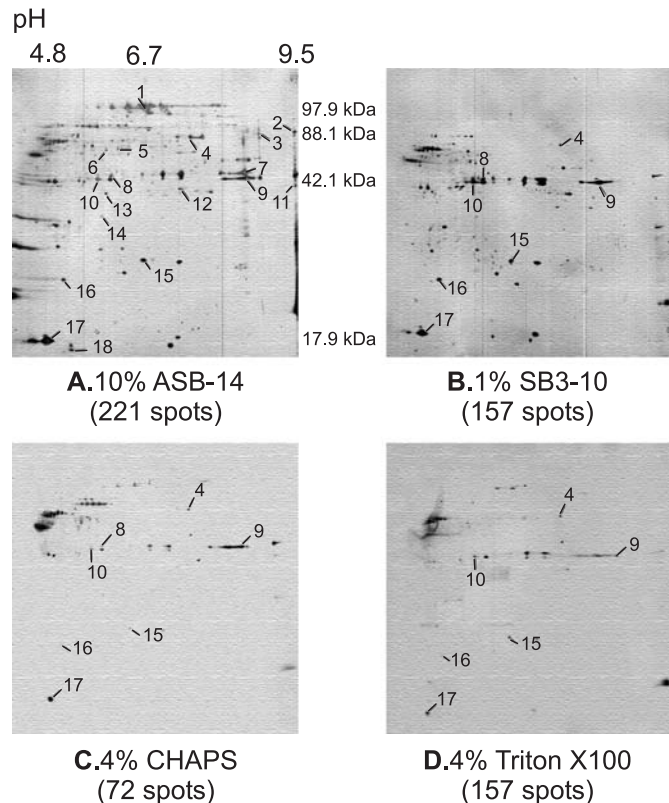 pH
4.8 6.7 9.5
1
97.9 kDa
2
88.1 kDa
3
6 5 4
7
42.1 kDa
10 8 9
13 12 11
14
15
16
17
18
17.9 kDa
4
8
10 9
15
16
17
A.10% ASB-14
(221 spots)
B.1% SB3-10
(157 spots)
4
8 9
10
15
16
17
4
9
10
15
16
17
C.4% CHAPS
(72 spots)
D.4% Triton X100
(157 spots)